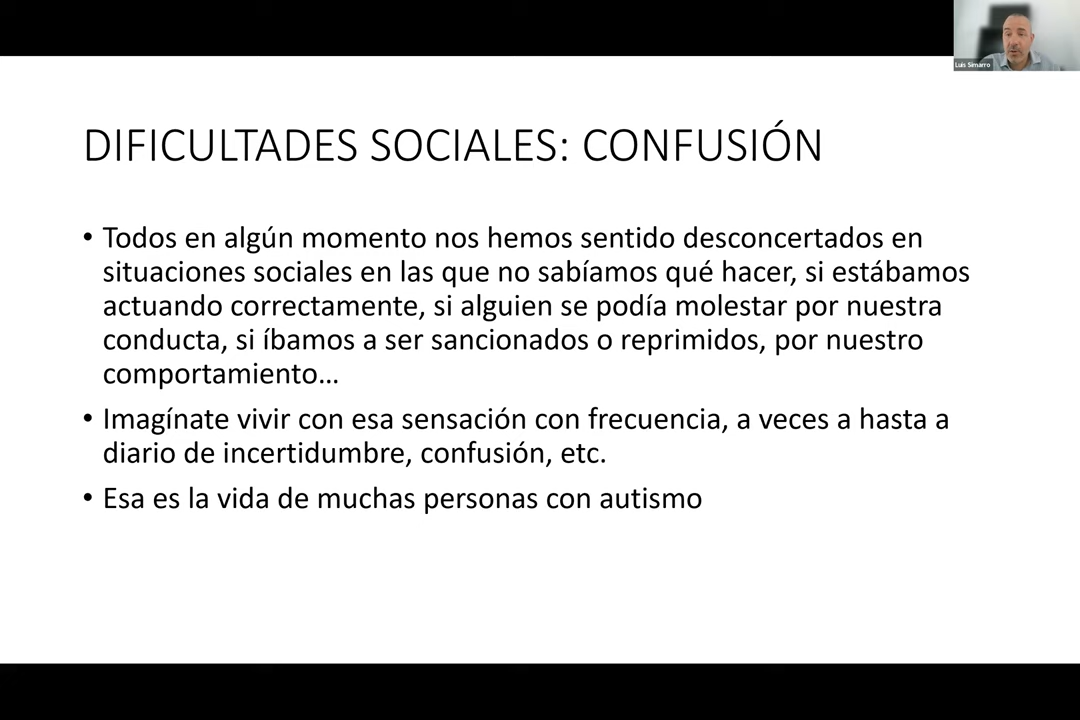 Luis Simarro
DIFICULTADES SOCIALES: CONFUSIÓN
• Todos en algún momento nos hemos sentido desconcertados en
situaciones sociales en las que no sabíamos qué hacer, si estábamos
actuando correctamente, si alguien se podía molestar por nuestra
conducta, si íbamos a ser sancionados o reprimidos, por nuestro
comportamiento…
• Imagínate vivir con esa sensación con frecuencia, a veces a hasta a
diario de incertidumbre, confusión, etc.
• Esa es la vida de muchas personas con autismo